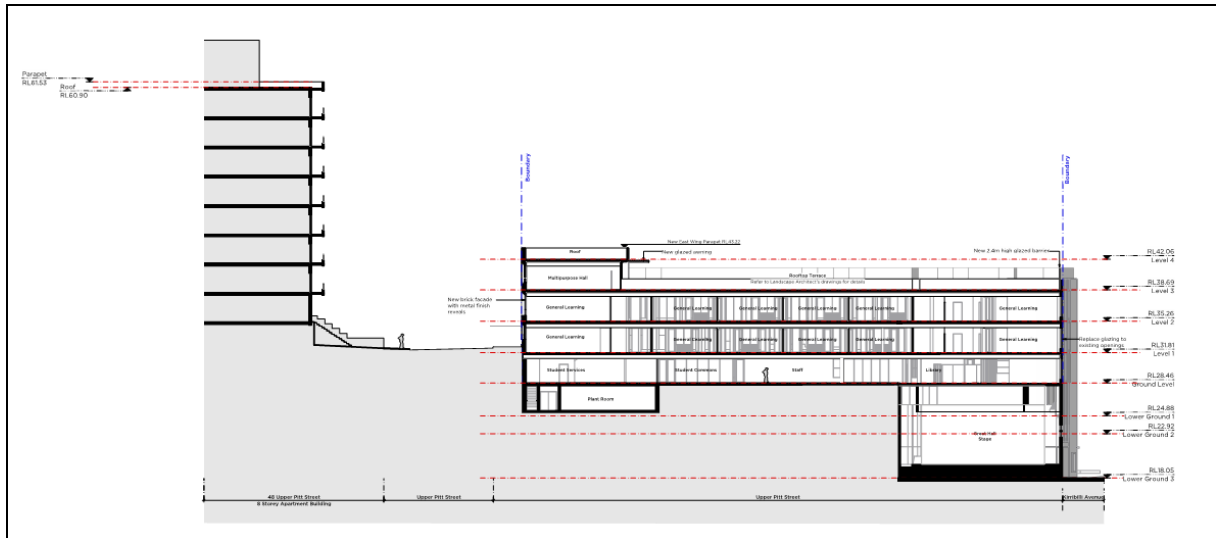 Parapet
RL61.53
Roof
RL60.90
Boundary
Boundary
New East Wing Parapet RL43.22
New glazed awning
New 2.4m high glazed barrier
Roof
RL42.06
Level 4
Multipurpose Hall
Rooftop Terrace
Refer to Landscape Architect's drawings for details
RL38.69
Level 3
New brick facade
with metal finish
reveals
General Learning
General Learning
General Learning
General Learning
General Learning
General Learning
RL35.26
Level 2
General Learning
General Learning
General Learning
General Learning
General Learning
General Learning
Replace glazing to
existing openings
RL31.81
Level 1
Student Services
Student Commons
Staff
Library
RL28.46
Ground Level
Plant Room
RL24.88
Lower Ground 1
RL22.92
Lower Ground 2
Stage
RL18.05
Lower Ground 3
48 Upper Pitt Street
8 Storey Apartment Building
Upper Pitt Street
Upper Pitt Street
Kirribilli Avenue